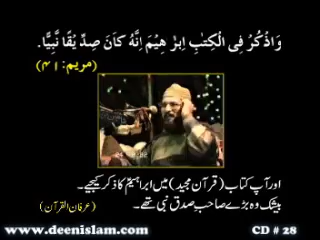 وَاذْكُرْ فِى الْكِتٰبِ اِبْرٰهِيْمَ اِنَّهٗ كَانَ صِدِّيْقًا نَّبِيًّا.
(مریم: ۴۱)
اور آپ کتاب (قرآن مجید) میں ابراہیمؑ کا ذکر کیجیے۔
بیشک وہ بڑے صاحبِ صدق نبی تھے۔ (عرفان القرآن)
www.deenislam.com CD # 28